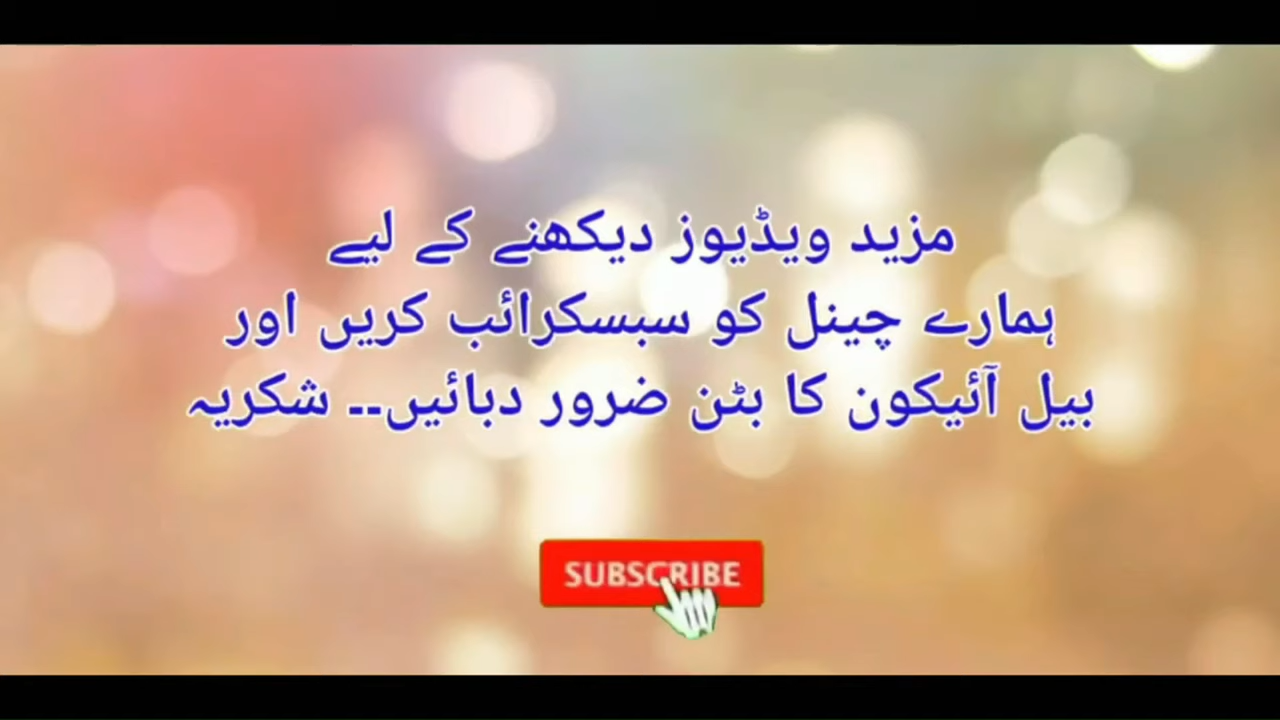 مزید ویڈیوز دیکھنے کے لیے
ہمارے چینل کو سبسکرائب کریں اور
بیل آئیکون کا بٹن ضرور دبائیں۔۔ شکریہ
SUBSCRIBE